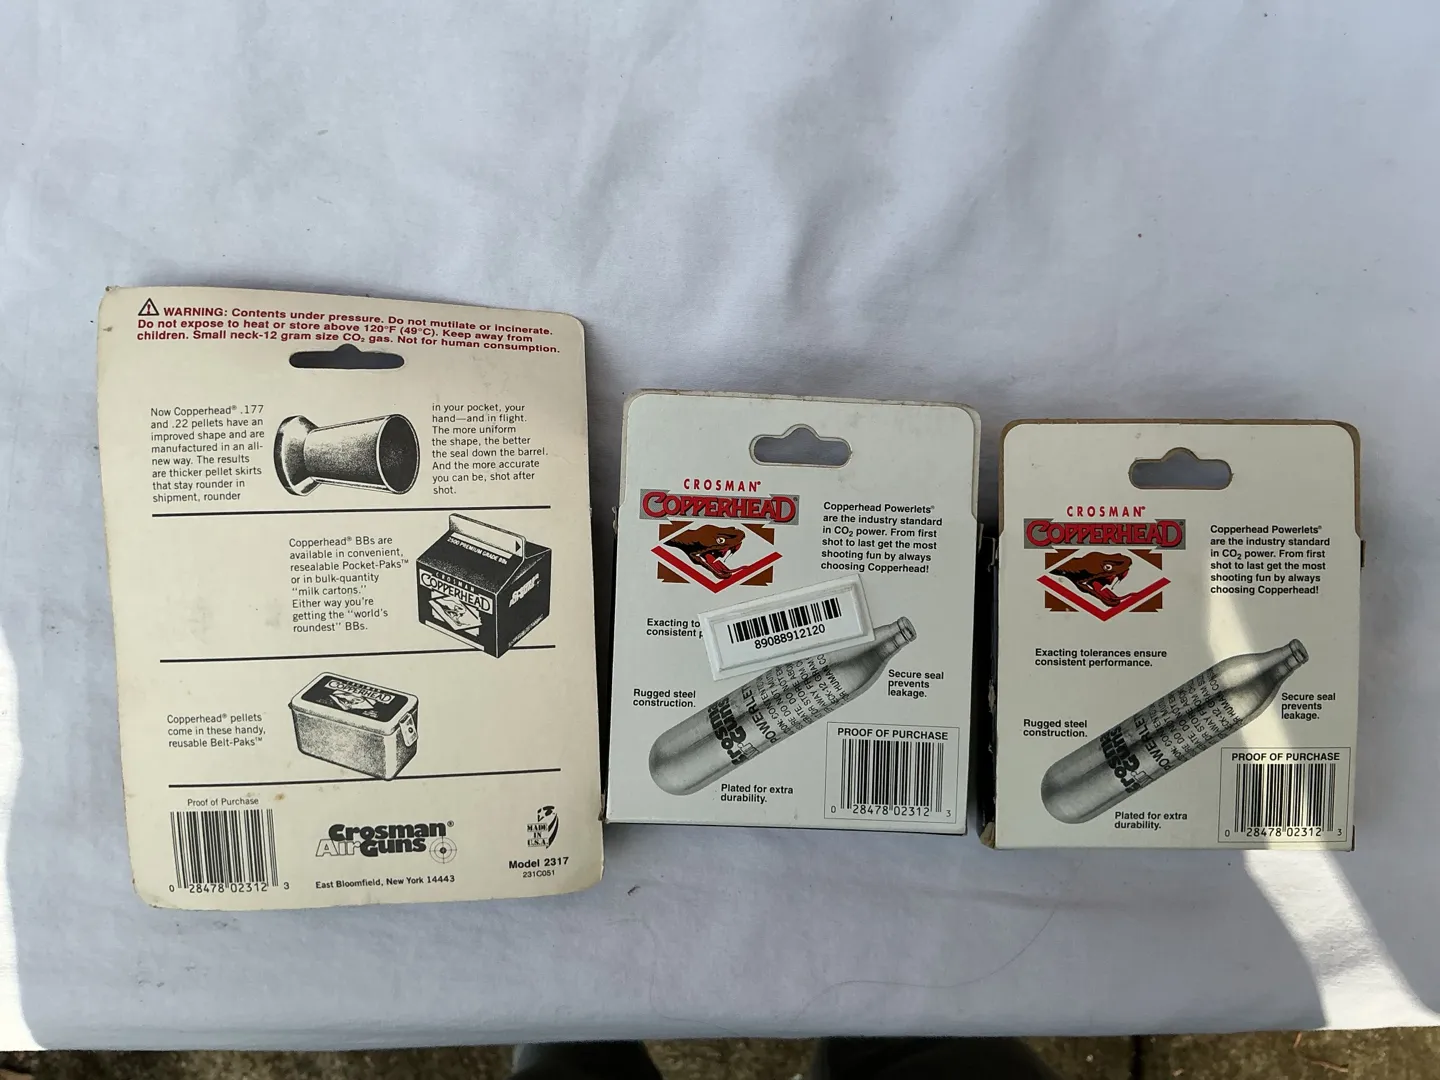 WARNING: Contents under pressure. Do not mutilate or incinerate.
Do not expose to heat or store above 120°F (49°C). Keep away from
children. Small neck-12 gram size CO₂ gas. Not for human consumption.
Now Copperhead® .177
and .22 pellets have an
improved shape and are
manufactured in an all-
new way. The results
are thicker pellet skirts
that stay rounder in
shipment, rounder
in your pocket, your
hand—and in flight.
The more uniform
the shape, the better
the seal down the barrel.
And the more accurate
you can be, shot after
shot.
Copperhead® BBs are
available in convenient,
resealable Pocket-Paks™
or in bulk-quantity
"milk cartons."
Either way you're
getting the "world's
roundest" BBs.
2500 PREMIUM GRADE BBs
CROSMAN
COPPERHEAD
Copperhead® pellets
come in these handy,
reusable Belt-Paks™
COPPERHEAD
Proof of Purchase
0 28478 02312 3
Crosman®
AirGuns
East Bloomfield, New York 14443
MADE
IN
U.S.A.
Model 2317
231C051
CROSMAN®
COPPERHEAD®
Copperhead Powerlets®
are the industry standard
in CO₂ power. From first
shot to last get the most
shooting fun by always
choosing Copperhead!
89088912120
Exacting to
consistent p
Rugged steel
construction.
Secure seal
prevents
leakage.
Crosman
Air Guns
POWERLET
Plated for extra
durability.
PROOF OF PURCHASE
0 28478 02312 3
CROSMAN®
COPPERHEAD®
Copperhead Powerlets®
are the industry standard
in CO₂ power. From first
shot to last get the most
shooting fun by always
choosing Copperhead!
Exacting tolerances ensure
consistent performance.
Rugged steel
construction.
Secure seal
prevents
leakage.
Crosman
Air Guns
POWERLET
Plated for extra
durability.
PROOF OF PURCHASE
0 28478 02312 3